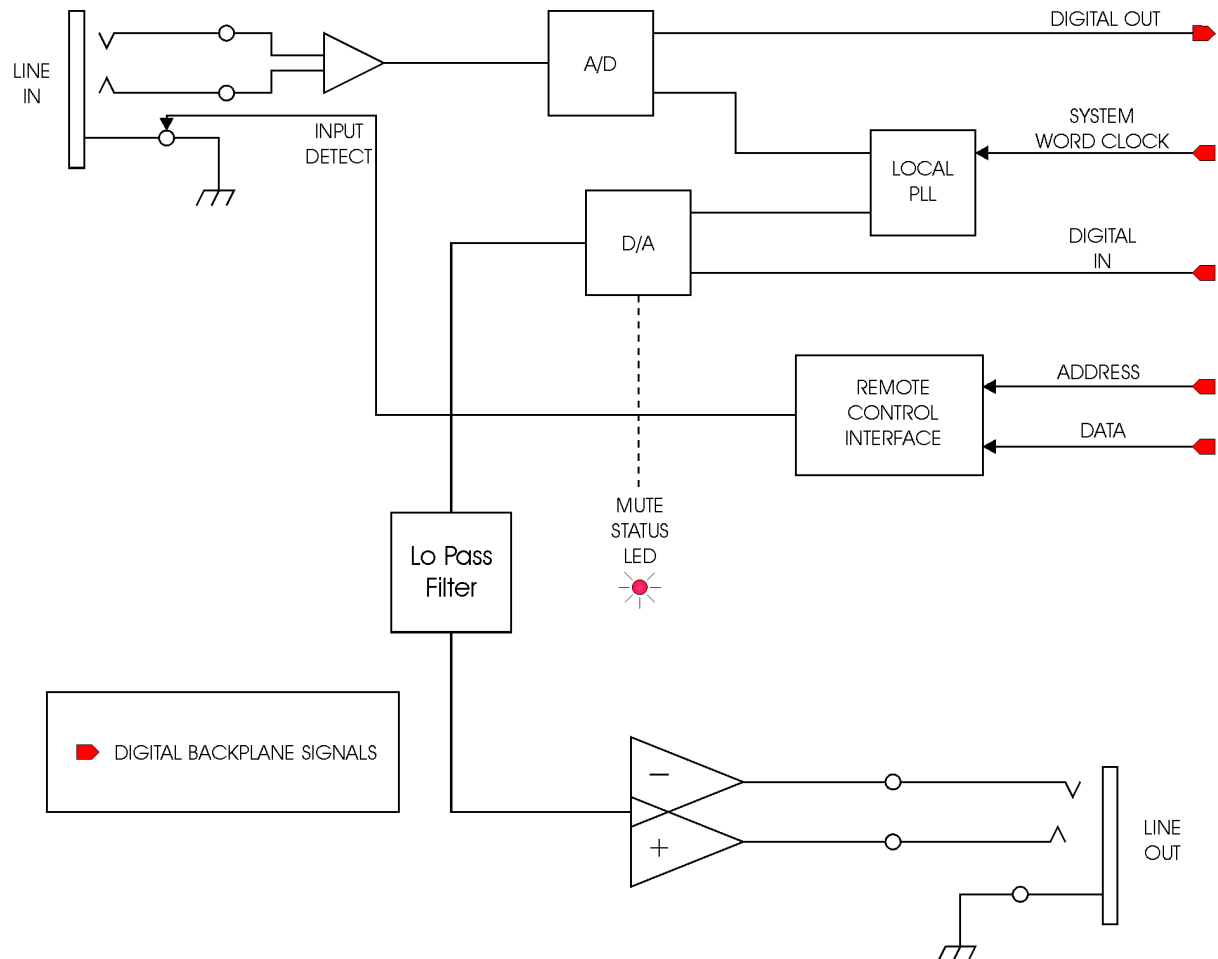 DIGITAL OUT
LINE
IN
A/D
SYSTEM
WORD CLOCK
INPUT
DETECT
LOCAL
PLL
D/A
DIGITAL
IN
REMOTE
CONTROL
INTERFACE
ADDRESS
DATA
MUTE
STATUS
LED
Lo Pass
Filter
DIGITAL BACKPLANE SIGNALS
−
+
LINE
OUT